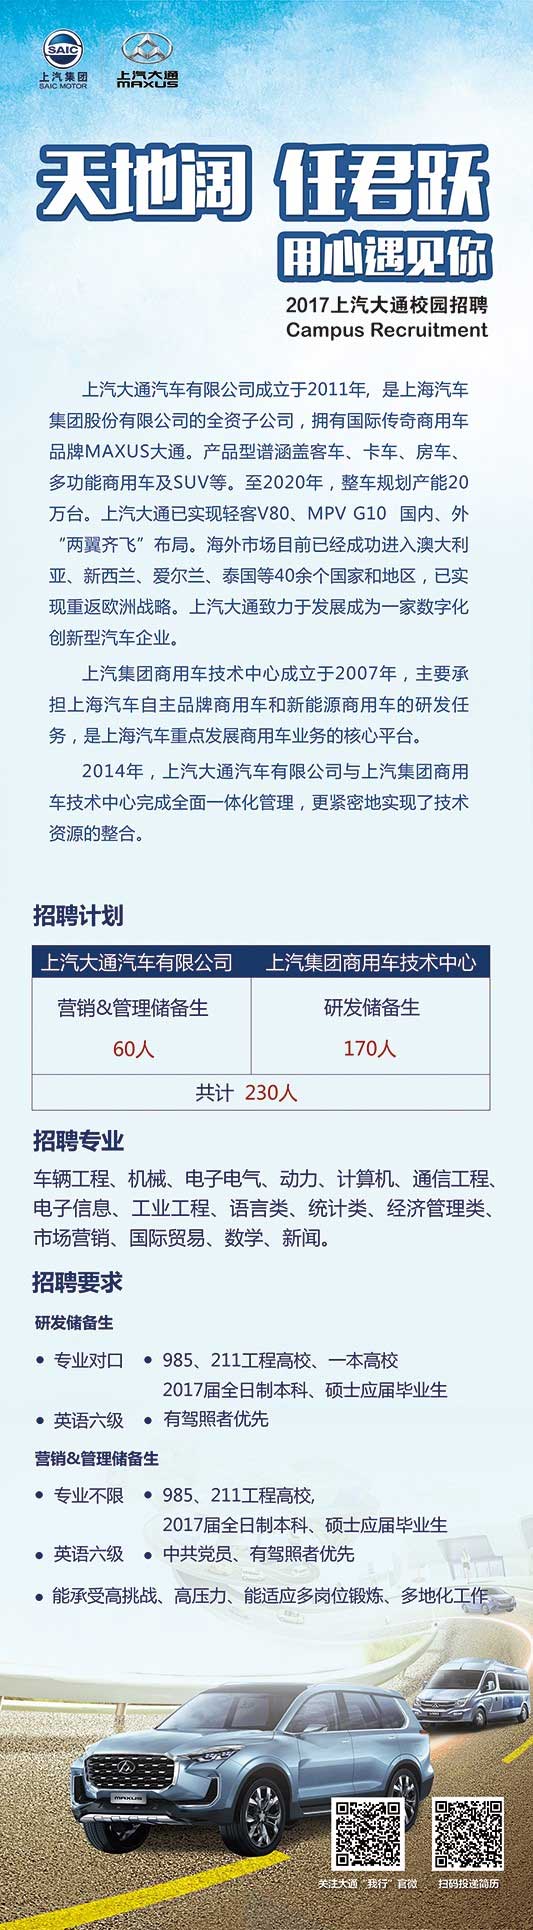 SAIC
上汽集团
SAIC MOTOR
上汽大通
MAXUS
天地阔 任君跃
用心遇见你
2017上汽大通校园招聘
Campus Recruitment
上汽大通汽车有限公司成立于2011年，是上海汽车
集团股份有限公司的全资子公司，拥有国际传奇商用车
品牌MAXUS大通。产品型谱涵盖客车、卡车、房车、
多功能商用车及SUV等。至2020年，整车规划产能20
万台。上汽大通已实现轻客V80、MPV G10 国内、外
“两翼齐飞”布局。海外市场目前已经成功进入澳大利
亚、新西兰、爱尔兰、泰国等40余个国家和地区，已实
现重返欧洲战略。上汽大通致力于发展成为一家数字化
创新型汽车企业。
上汽集团商用车技术中心成立于2007年，主要承
担上海汽车自主品牌商用车和新能源商用车的研发任
务，是上海汽车重点发展商用车业务的核心平台。
2014年，上汽大通汽车有限公司与上汽集团商用
车技术中心完成全面一体化管理，更紧密地实现了技术
资源的整合。
招聘计划
上汽大通汽车有限公司 上汽集团商用车技术中心
营销&管理储备生 研发储备生
60人 170人
共计 230人
招聘专业
车辆工程、机械、电子电气、动力、计算机、通信工程、
电子信息、工业工程、语言类、统计类、经济管理类、
市场营销、国际贸易、数学、新闻。
招聘要求
研发储备生
• 专业对口 • 985、211工程高校、一本高校
2017届全日制本科、硕士应届毕业生
• 英语六级 • 有驾照者优先
营销&管理储备生
• 专业不限 • 985、211工程高校,
2017届全日制本科、硕士应届毕业生
• 英语六级 • 中共党员、有驾照者优先
• 能承受高挑战、高压力、能适应多岗位锻炼、多地化工作
MAXUS
关注大通“我行”官微 扫码投递简历